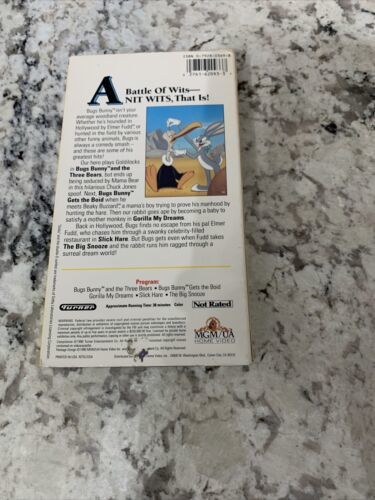 A Battle Of Wits—
NIT WITS, That Is!
Bugs Bunny™ isn't your
average woodland creature.
Whether he's hounded in
Hollywood by Elmer Fudd™, or
hunted in the field by various
other funny animals, Bugs is
always a comedy smash –
and these are some of his
greatest hits!
Our hero plays Goldilocks
in Bugs Bunny™ and the
Three Bears, but ends up
being seduced by Mama Bear
in this hilarious Chuck Jones
spoof. Next, Bugs Bunny™
Gets the Boid when he
meets Beaky Buzzard™, a mama's boy trying to prove his manhood by
hunting the hare. Then our rabbit goes ape by becoming a baby to
satisfy a mother monkey in Gorilla My Dreams.
Back in Hollywood, Bugs finds no escape from his pal Elmer
Fudd, who chases him through a swanky celebrity-filled
restaurant in Slick Hare. But Bugs gets even when Fudd takes
The Big Snooze and the rabbit runs him ragged through a
surreal dream world!
Program:
Bugs Bunny™ and the Three Bears • Bugs Bunny™ Gets the Boid
Gorilla My Dreams • Slick Hare • The Big Snooze
Turner
Approximate Running Time: 38 minutes Color
Not Rated
MGM/UA
HOME VIDEO
PRINTED IN U.S.A.